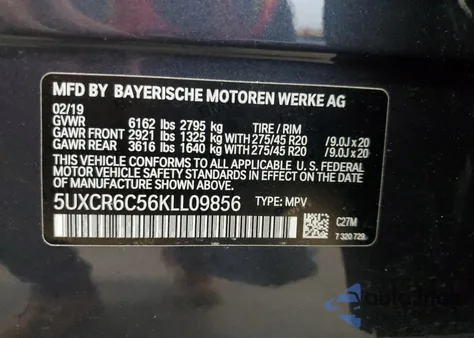 MFD BY BAYERISCHE MOTOREN WERKE AG
02/19
GVWR 6162 lbs 2795 kg TIRE / RIM
GAWR FRONT 2921 lbs 1325 kg WITH 275/45 R20 /9.0J x 20
GAWR REAR 3616 lbs 1640 kg WITH 275/45 R20 /9.0J x 20
THIS VEHICLE CONFORMS TO ALL APPLICABLE U. S. FEDERAL
MOTOR VEHICLE SAFETY STANDARDS IN EFFECT ON
THE DATE OF MANUFACTURE SHOWN ABOVE.
5UXCR6C56KLL09856 TYPE: MPV
C27M
7 320 729